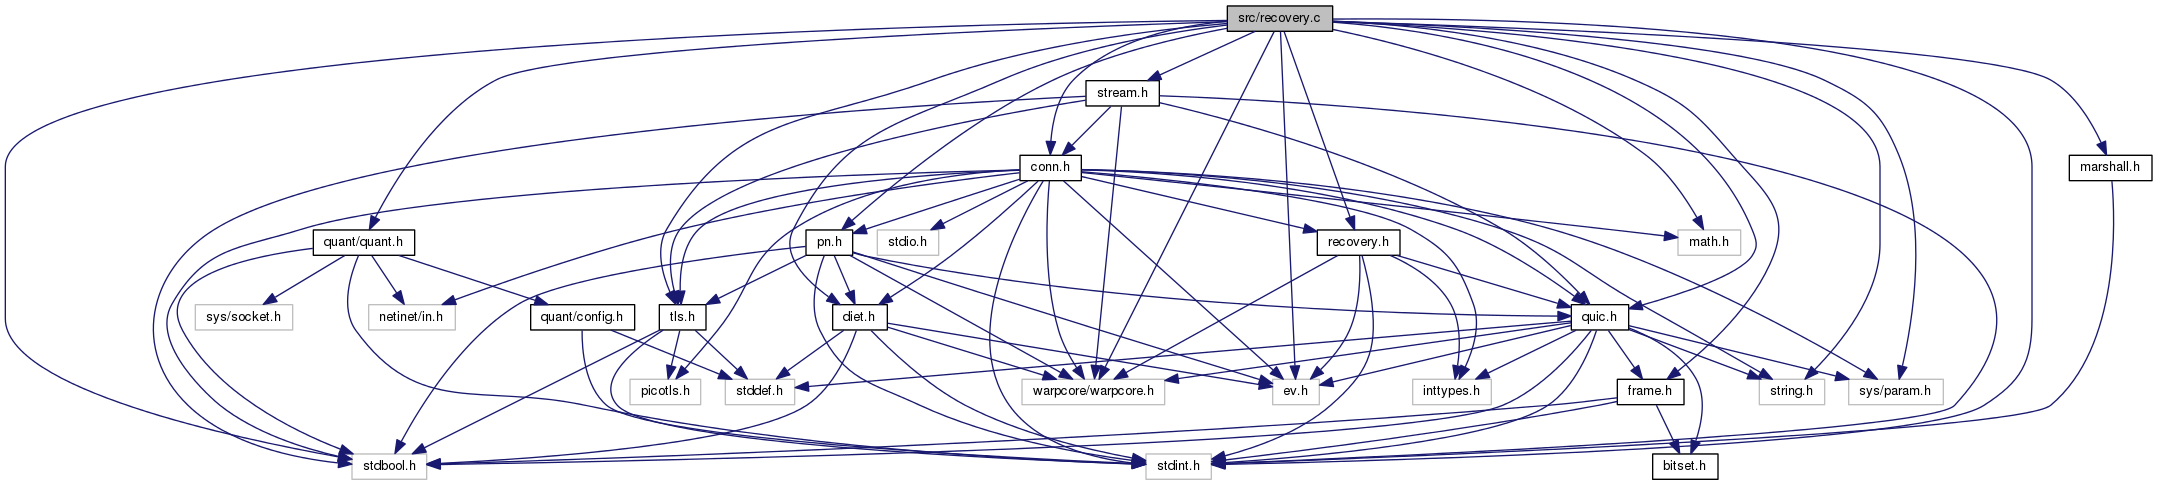 src/recovery.c
stream.h
conn.h
marshall.h
quant/quant.h
pn.h
stdio.h
recovery.h
math.h
sys/socket.h
netinet/in.h
quant/config.h
tls.h
diet.h
quic.h
picotls.h
stddef.h
warpcore/warpcore.h
ev.h
inttypes.h
frame.h
string.h
sys/param.h
stdbool.h
stdint.h
bitset.h